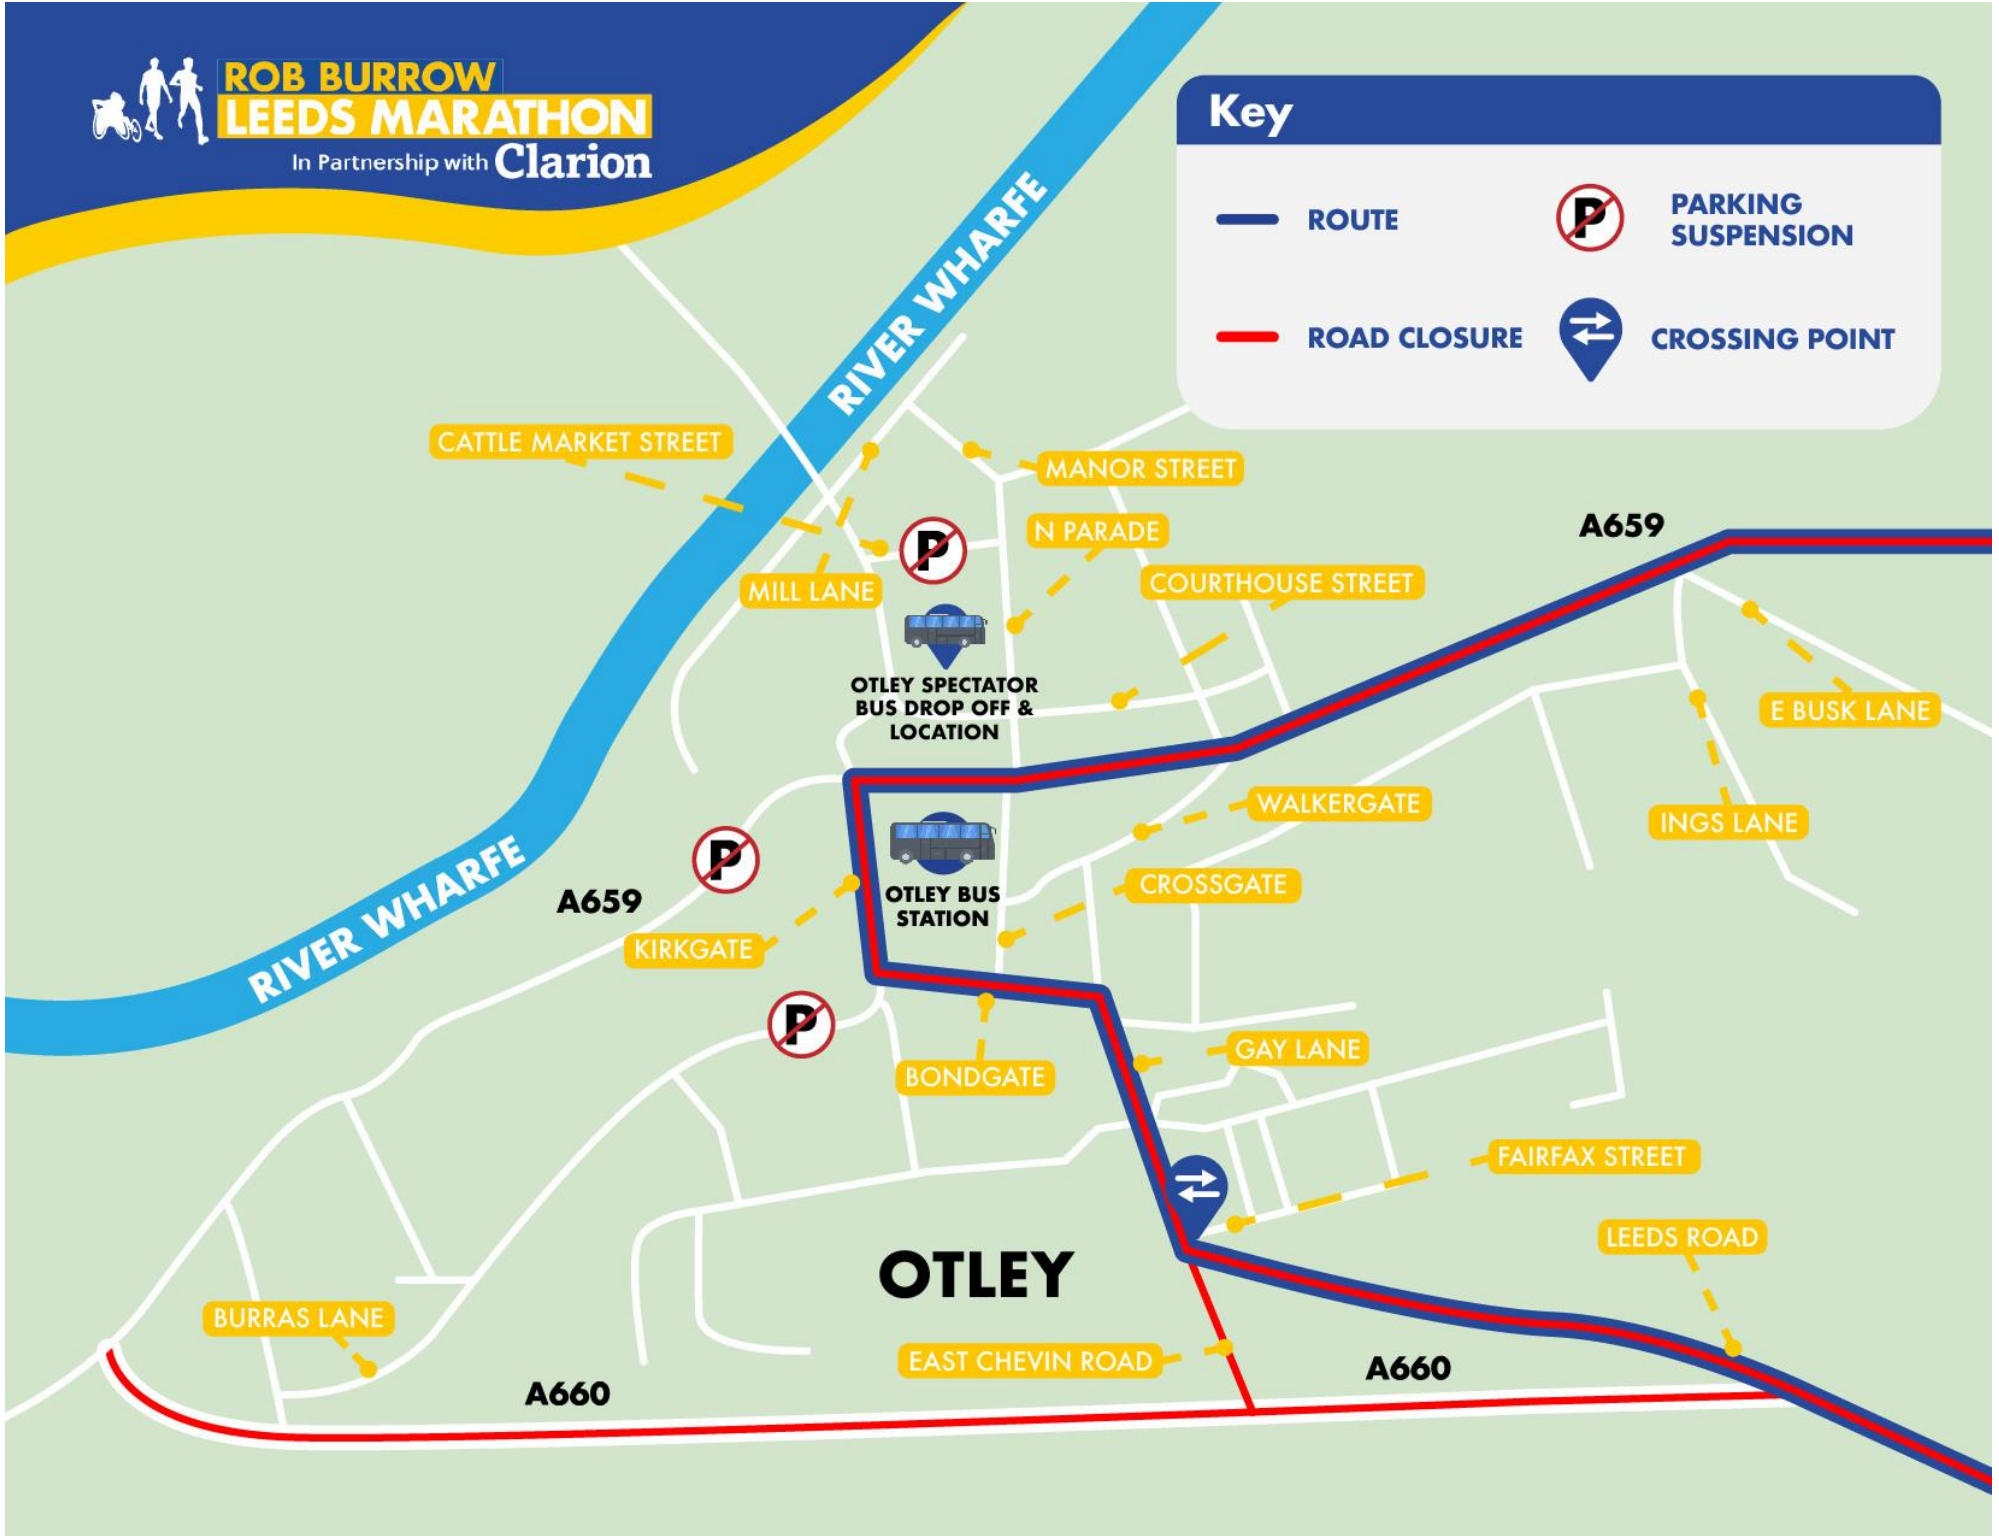 ROB BURROW
LEEDS MARATHON
In Partnership with Clarion
Key
ROUTE
P
PARKING
SUSPENSION
ROAD CLOSURE
CROSSING POINT
RIVER WHARFE
CATTLE MARKET STREET
MANOR STREET
N PARADE
A659
P
MILL LANE
COURTHOUSE STREET
OTLEY SPECTATOR
BUS DROP OFF &
LOCATION
E BUSK LANE
WALKERGATE
INGS LANE
P
A659
OTLEY BUS
STATION
CROSSGATE
RIVER WHARFE
KIRKGATE
P
BONDGATE
GAY LANE
FAIRFAX STREET
LEEDS ROAD
OTLEY
BURRAS LANE
EAST CHEVIN ROAD
A660
A660